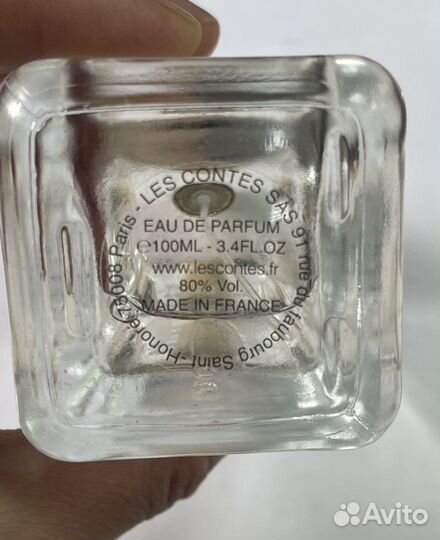 LES CONTES SAS 91 rue du faubourg Saint-Honoré 75008 Paris -
EAU DE PARFUM
℮100ML - 3.4FL.OZ
www.lescontes.fr
80% Vol.
MADE IN FRANCE
Avito